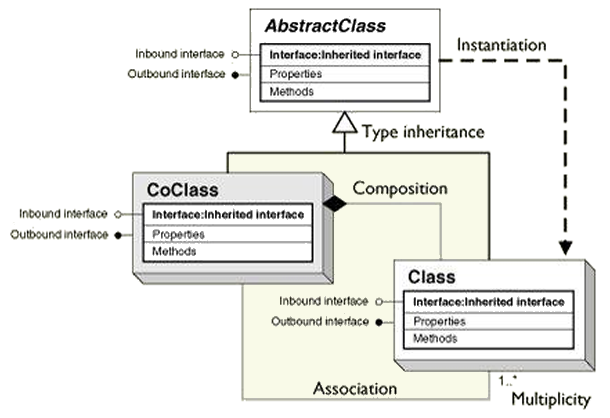 AbstractClass
Inbound interface
Interface:Inherited interface
Instantiation
Outbound interface
Properties
Methods
Type inheritance
CoClass
Composition
Inbound interface
Interface:Inherited interface
Outbound interface
Properties
Methods
Class
Inbound interface
Interface:Inherited interface
Outbound interface
Properties
Methods
1..*
Association
Multiplicity